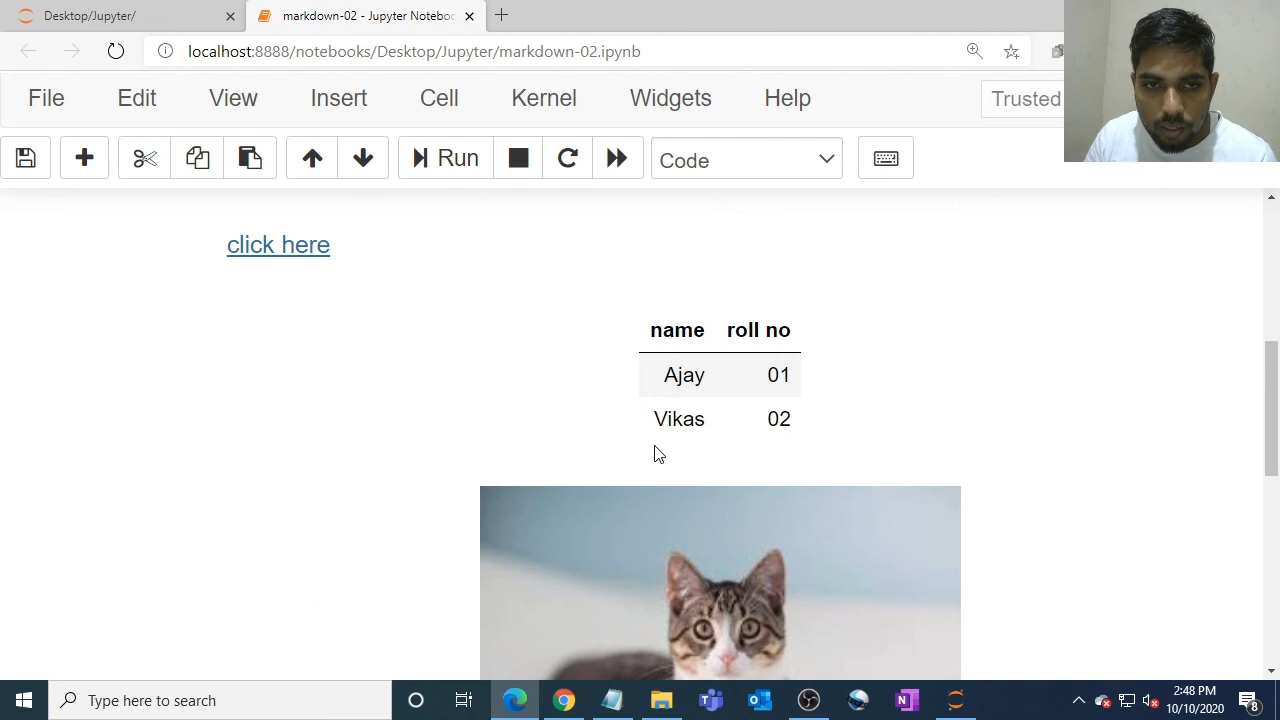 Desktop/Jupyter/
markdown-02 - Jupyter Noteboo
localhost:8888/notebooks/Desktop/Jupyter/markdown-02.ipynb
File Edit View Insert Cell Kernel Widgets Help
Trusted
Run
Code
click here
name roll no
Ajay 01
Vikas 02
Type here to search
2:48 PM
10/10/2020
8